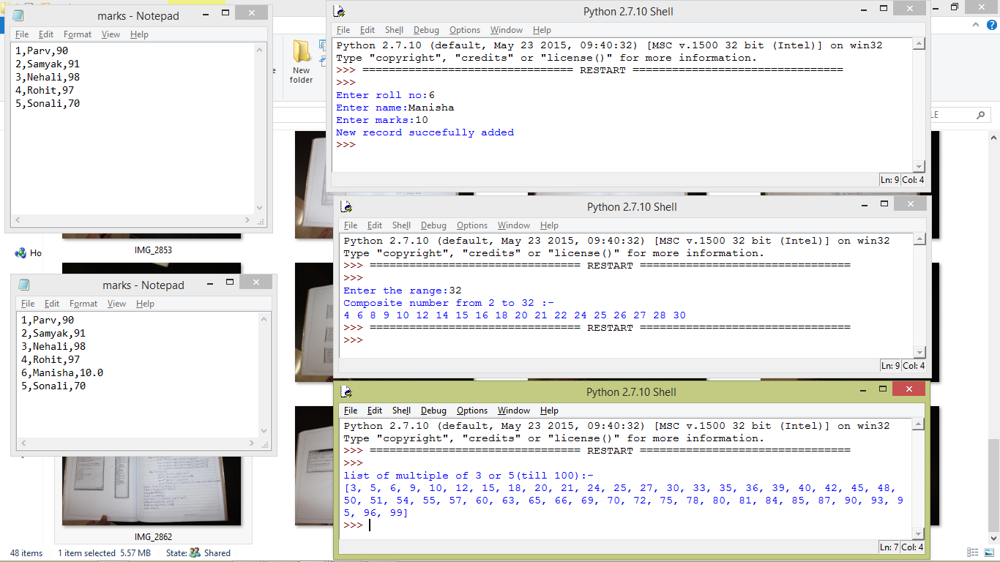 marks - Notepad
File Edit Format View Help
1,Parv,90
2,Samyak,91
3,Nehali,98
4,Rohit,97
5,Sonali,70
New
folder
Python 2.7.10 Shell
File Edit Shell Debug Options Window Help
Python 2.7.10 (default, May 23 2015, 09:40:32) [MSC v.1500 32 bit (Intel)] on win32
Type "copyright", "credits" or "license()" for more information.
>>> ================================ RESTART ================================
>>>
Enter roll no:6
Enter name:Manisha
Enter marks:10
New record succefully added
>>>
Ln: 9 Col: 4
LE
IMG_2853
Ho
Python 2.7.10 Shell
File Edit Shell Debug Options Window Help
Python 2.7.10 (default, May 23 2015, 09:40:32) [MSC v.1500 32 bit (Intel)] on win32
Type "copyright", "credits" or "license()" for more information.
>>> ================================ RESTART ================================
>>>
Enter the range:32
Composite number from 2 to 32 :-
4 6 8 9 10 12 14 15 16 18 20 21 22 24 25 26 27 28 30
>>> ================================ RESTART ================================
>>>
Ln: 9 Col: 4
marks - Notepad
File Edit Format View Help
1,Parv,90
2,Samyak,91
3,Nehali,98
4,Rohit,97
6,Manisha,10.0
5,Sonali,70
Python 2.7.10 Shell
File Edit Shell Debug Options Window Help
Python 2.7.10 (default, May 23 2015, 09:40:32) [MSC v.1500 32 bit (Intel)] on win32
Type "copyright", "credits" or "license()" for more information.
>>> ================================ RESTART ================================
>>>
list of multiple of 3 or 5(till 100):-
[3, 5, 6, 9, 10, 12, 15, 18, 20, 21, 24, 25, 27, 30, 33, 35, 36, 39, 40, 42, 45, 48,
50, 51, 54, 55, 57, 60, 63, 65, 66, 69, 70, 72, 75, 78, 80, 81, 84, 85, 87, 90, 93, 9
5, 96, 99]
>>>
Ln: 7 Col: 4
IMG_2862
48 items 1 item selected 5.57 MB State: Shared